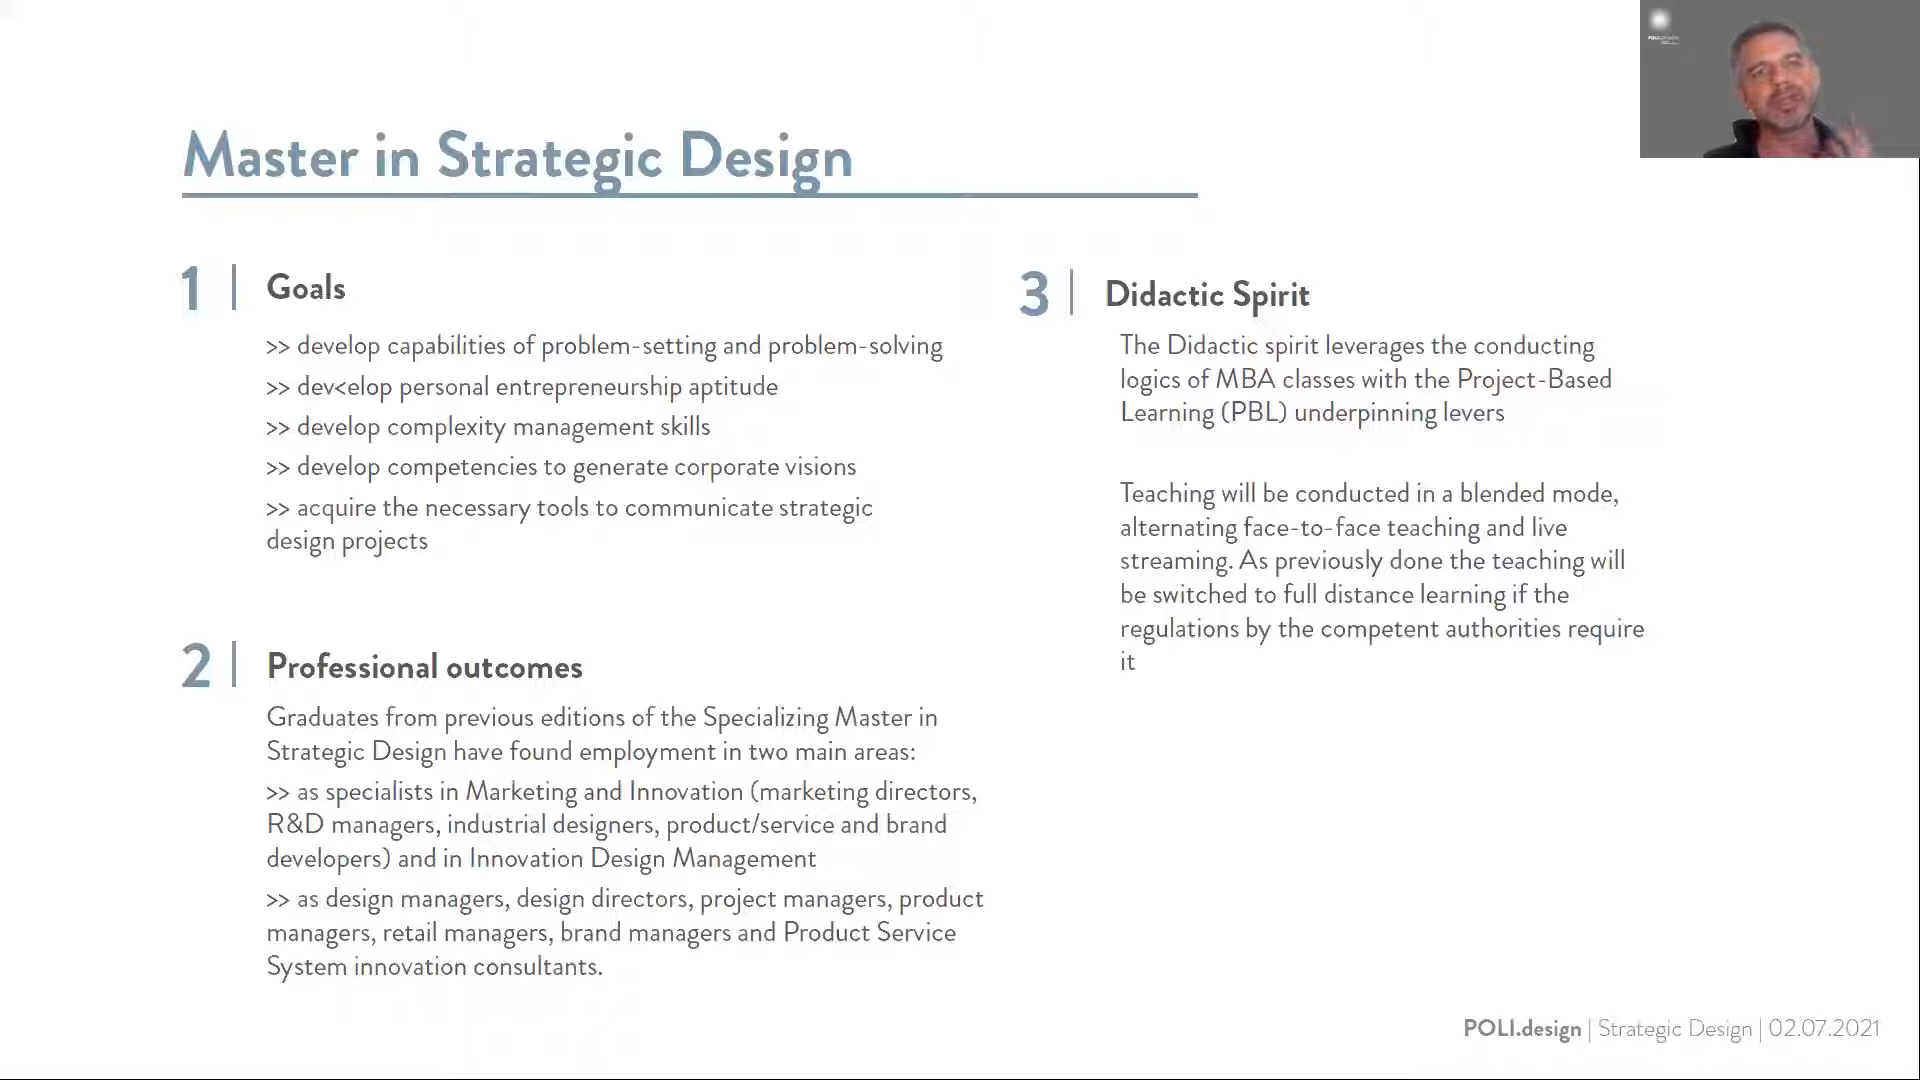 Master in Strategic Design
1 | Goals
>> develop capabilities of problem-setting and problem-solving
>> dev<elop personal entrepreneurship aptitude
>> develop complexity management skills
>> develop competencies to generate corporate visions
>> acquire the necessary tools to communicate strategic
design projects
2 | Professional outcomes
Graduates from previous editions of the Specializing Master in
Strategic Design have found employment in two main areas:
>> as specialists in Marketing and Innovation (marketing directors,
R&D managers, industrial designers, product/service and brand
developers) and in Innovation Design Management
>> as design managers, design directors, project managers, product
managers, retail managers, brand managers and Product Service
System innovation consultants.
3 | Didactic Spirit
The Didactic spirit leverages the conducting
logics of MBA classes with the Project-Based
Learning (PBL) underpinning levers
Teaching will be conducted in a blended mode,
alternating face-to-face teaching and live
streaming. As previously done the teaching will
be switched to full distance learning if the
regulations by the competent authorities require
it
POLI.design | Strategic Design | 02.07.2021